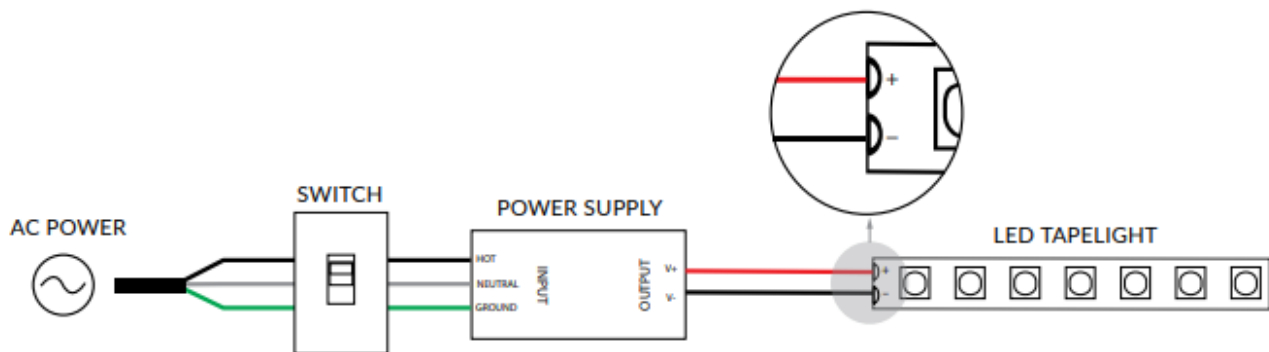 +
−
SWITCH
POWER SUPPLY
AC POWER
LED TAPELIGHT
HOT
NEUTRAL
GROUND
INPUT
OUTPUT
V+
V-
+
−